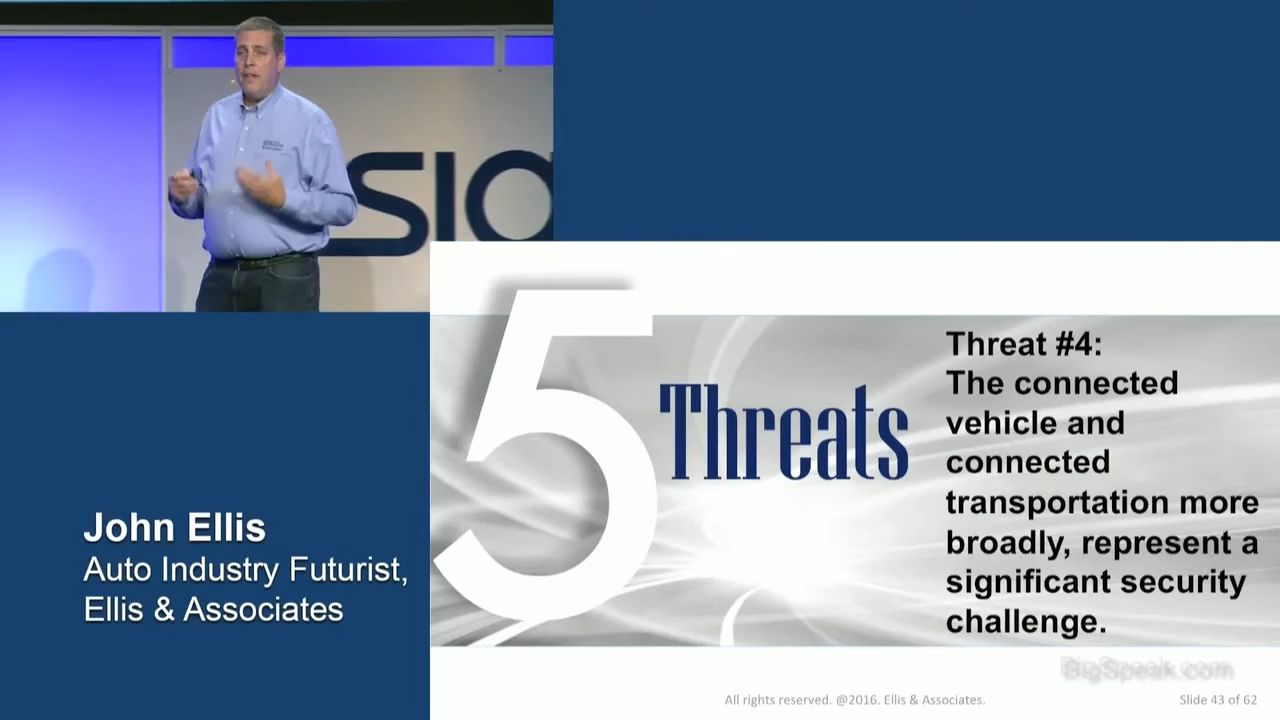 SIG
5
Threats
Threat #4:
The connected
vehicle and
connected
transportation more
broadly, represent a
significant security
challenge.
John Ellis
Auto Industry Futurist,
Ellis & Associates
BigSpeak.com
All rights reserved. @2016. Ellis & Associates.
Slide 43 of 62